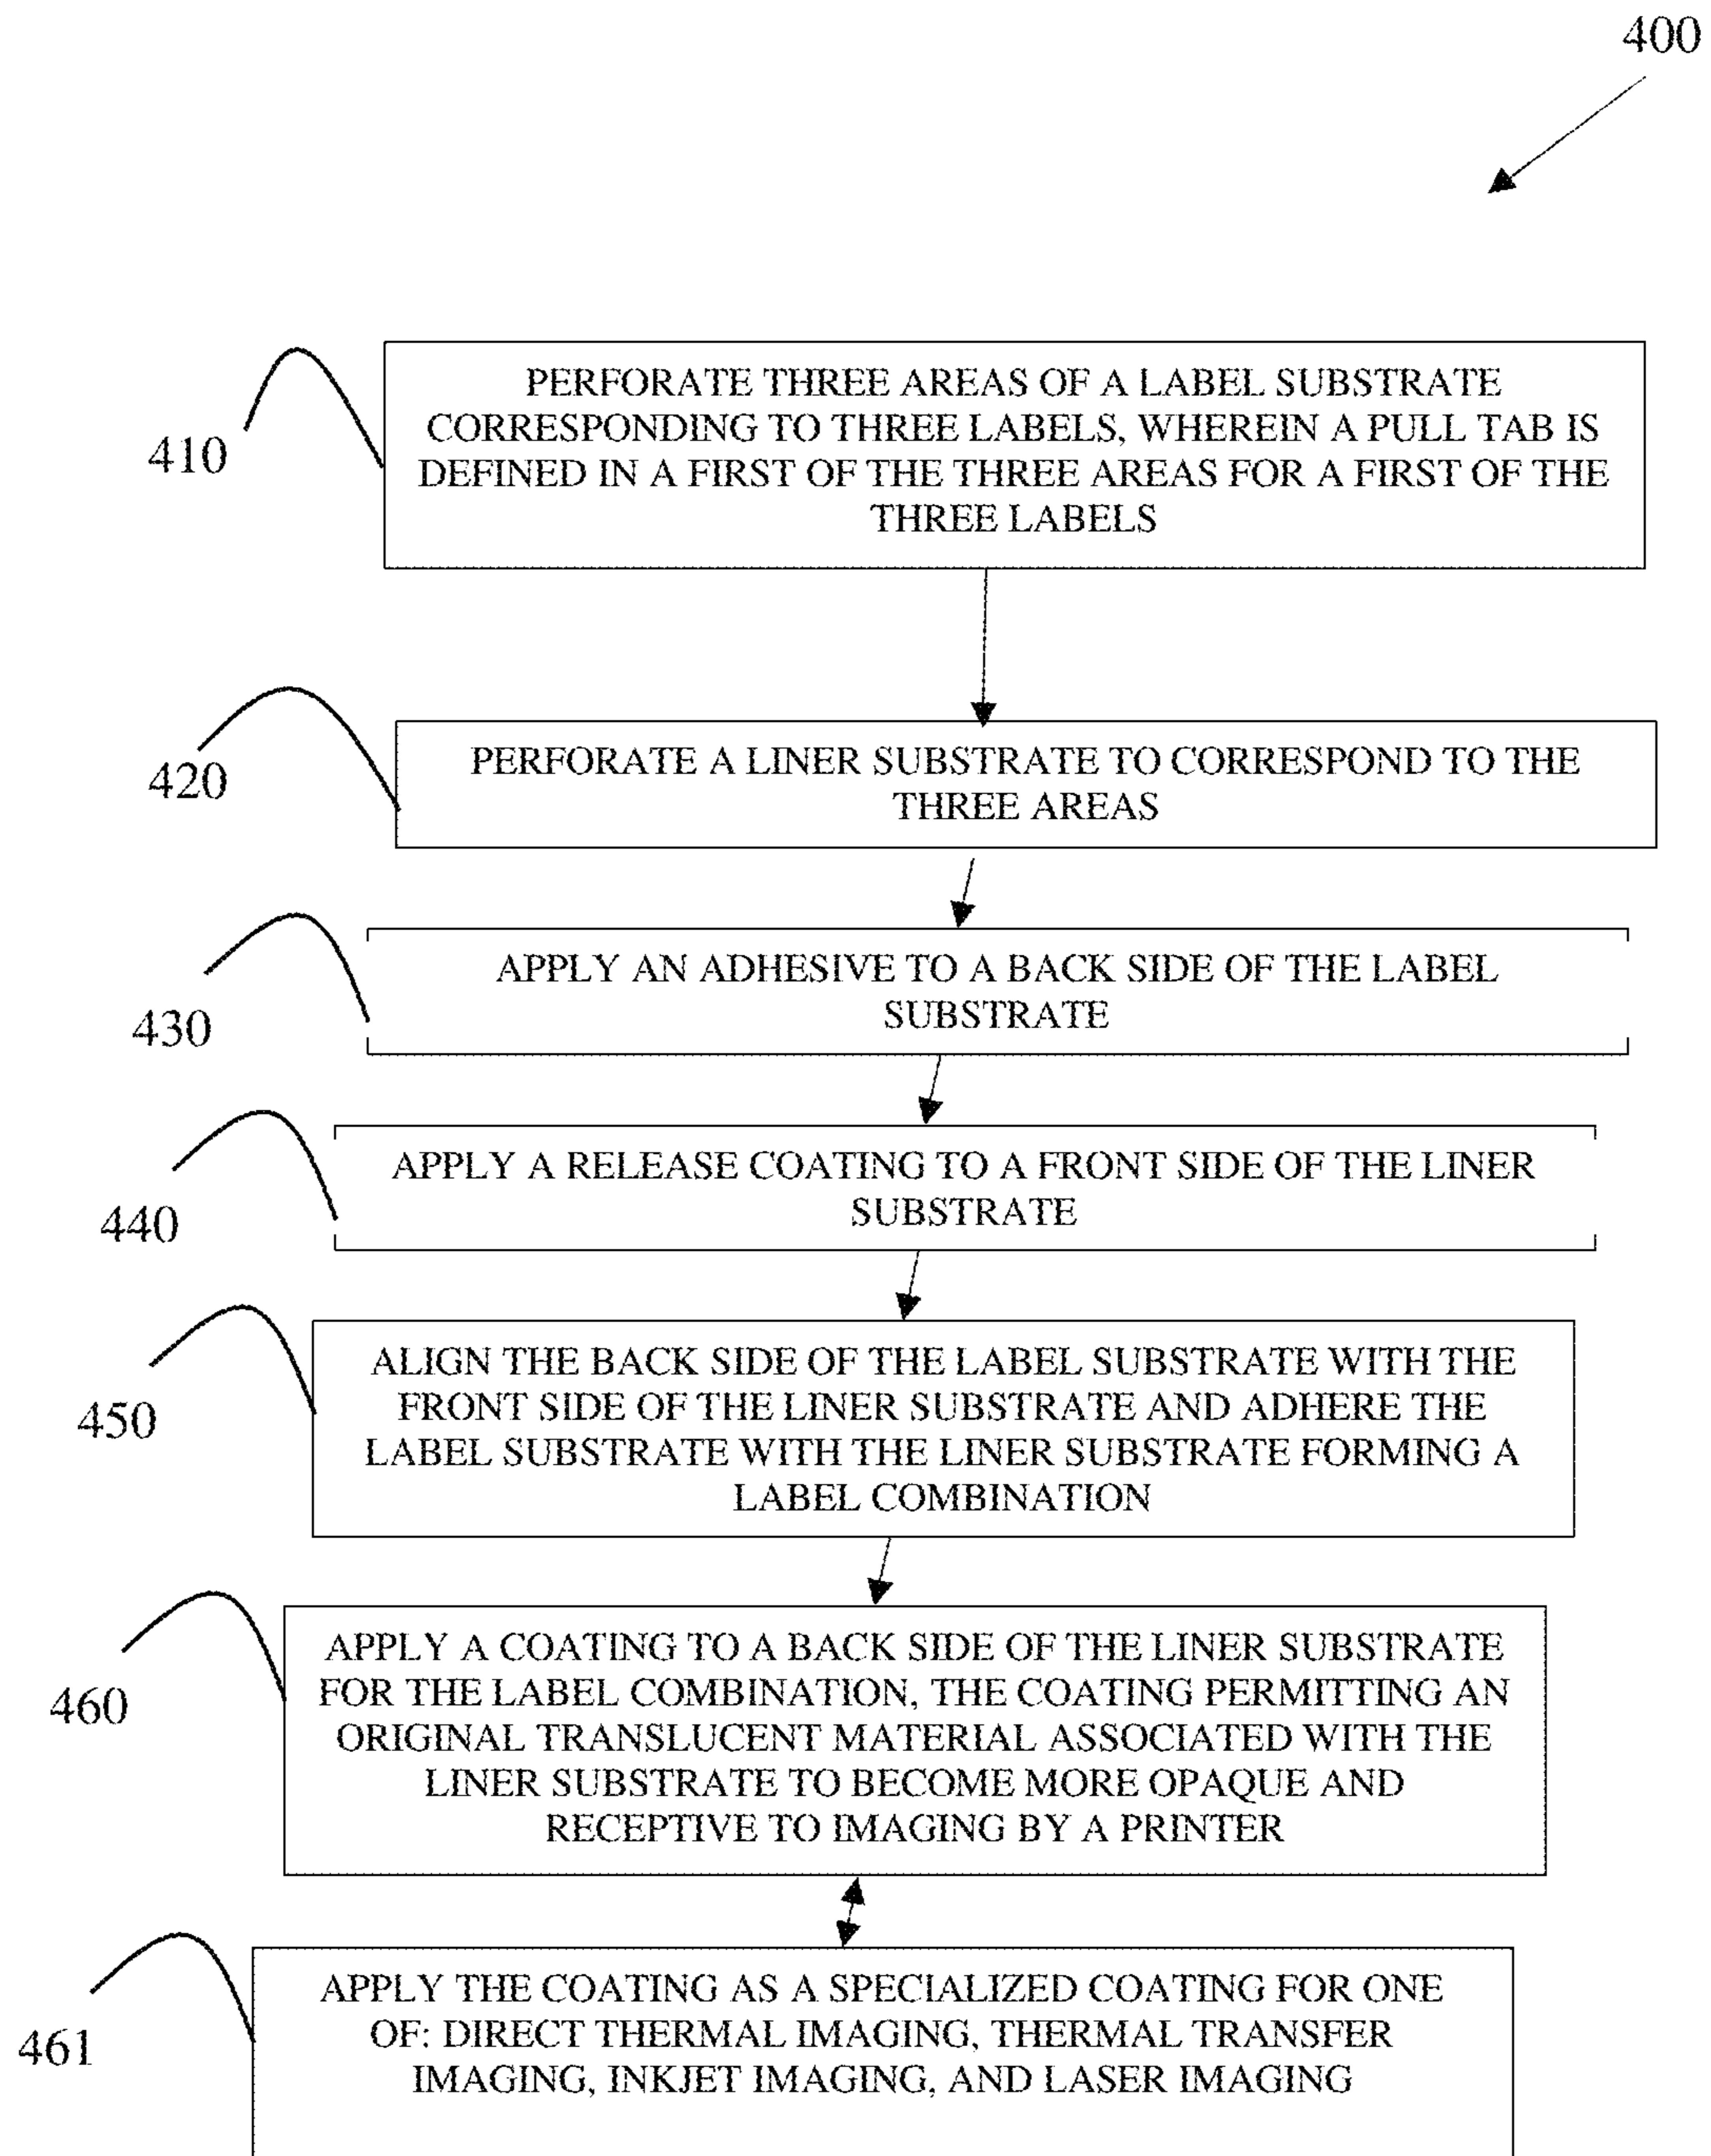 400
410
PERFORATE THREE AREAS OF A LABEL SUBSTRATE
CORRESPONDING TO THREE LABELS, WHEREIN A PULL TAB IS
DEFINED IN A FIRST OF THE THREE AREAS FOR A FIRST OF THE
THREE LABELS
420
PERFORATE A LINER SUBSTRATE TO CORRESPOND TO THE
THREE AREAS
430
APPLY AN ADHESIVE TO A BACK SIDE OF THE LABEL
SUBSTRATE
440
APPLY A RELEASE COATING TO A FRONT SIDE OF THE LINER
SUBSTRATE
450
ALIGN THE BACK SIDE OF THE LABEL SUBSTRATE WITH THE
FRONT SIDE OF THE LINER SUBSTRATE AND ADHERE THE
LABEL SUBSTRATE WITH THE LINER SUBSTRATE FORMING A
LABEL COMBINATION
460
APPLY A COATING TO A BACK SIDE OF THE LINER SUBSTRATE
FOR THE LABEL COMBINATION, THE COATING PERMITTING AN
ORIGINAL TRANSLUCENT MATERIAL ASSOCIATED WITH THE
LINER SUBSTRATE TO BECOME MORE OPAQUE AND
RECEPTIVE TO IMAGING BY A PRINTER
461
APPLY THE COATING AS A SPECIALIZED COATING FOR ONE
OF: DIRECT THERMAL IMAGING, THERMAL TRANSFER
IMAGING, INKJET IMAGING, AND LASER IMAGING